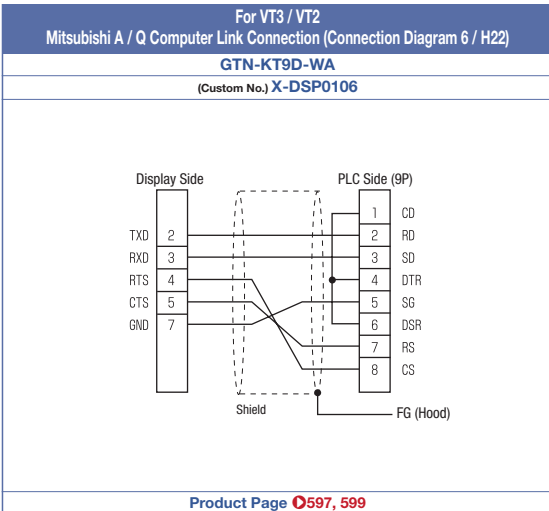 For VT3 / VT2
Mitsubishi A / Q Computer Link Connection (Connection Diagram 6 / H22)
GTN-KT9D-WA
(Custom No.) X-DSP0106
Display Side
PLC Side (9P)
1 CD
TXD 2
2 RD
RXD 3
3 SD
RTS 4
4 DTR
CTS 5
5 SG
GND 7
6 DSR
7 RS
8 CS
Shield
FG (Hood)
Product Page 597, 599